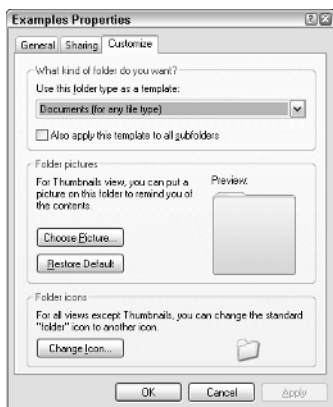 Examples Properties
General Sharing Customize
What kind of folder do you want?
Use this folder type as a template:
Documents (for any file type)
Also apply this template to all subfolders
Folder pictures
For Thumbnails view, you can put a
picture on this folder to remind you of
the contents.
Preview:
Choose Picture...
Restore Default
Folder icons
For all views except Thumbnails, you can change the standard
"folder" icon to another icon.
Change Icon...
OK Cancel Apply